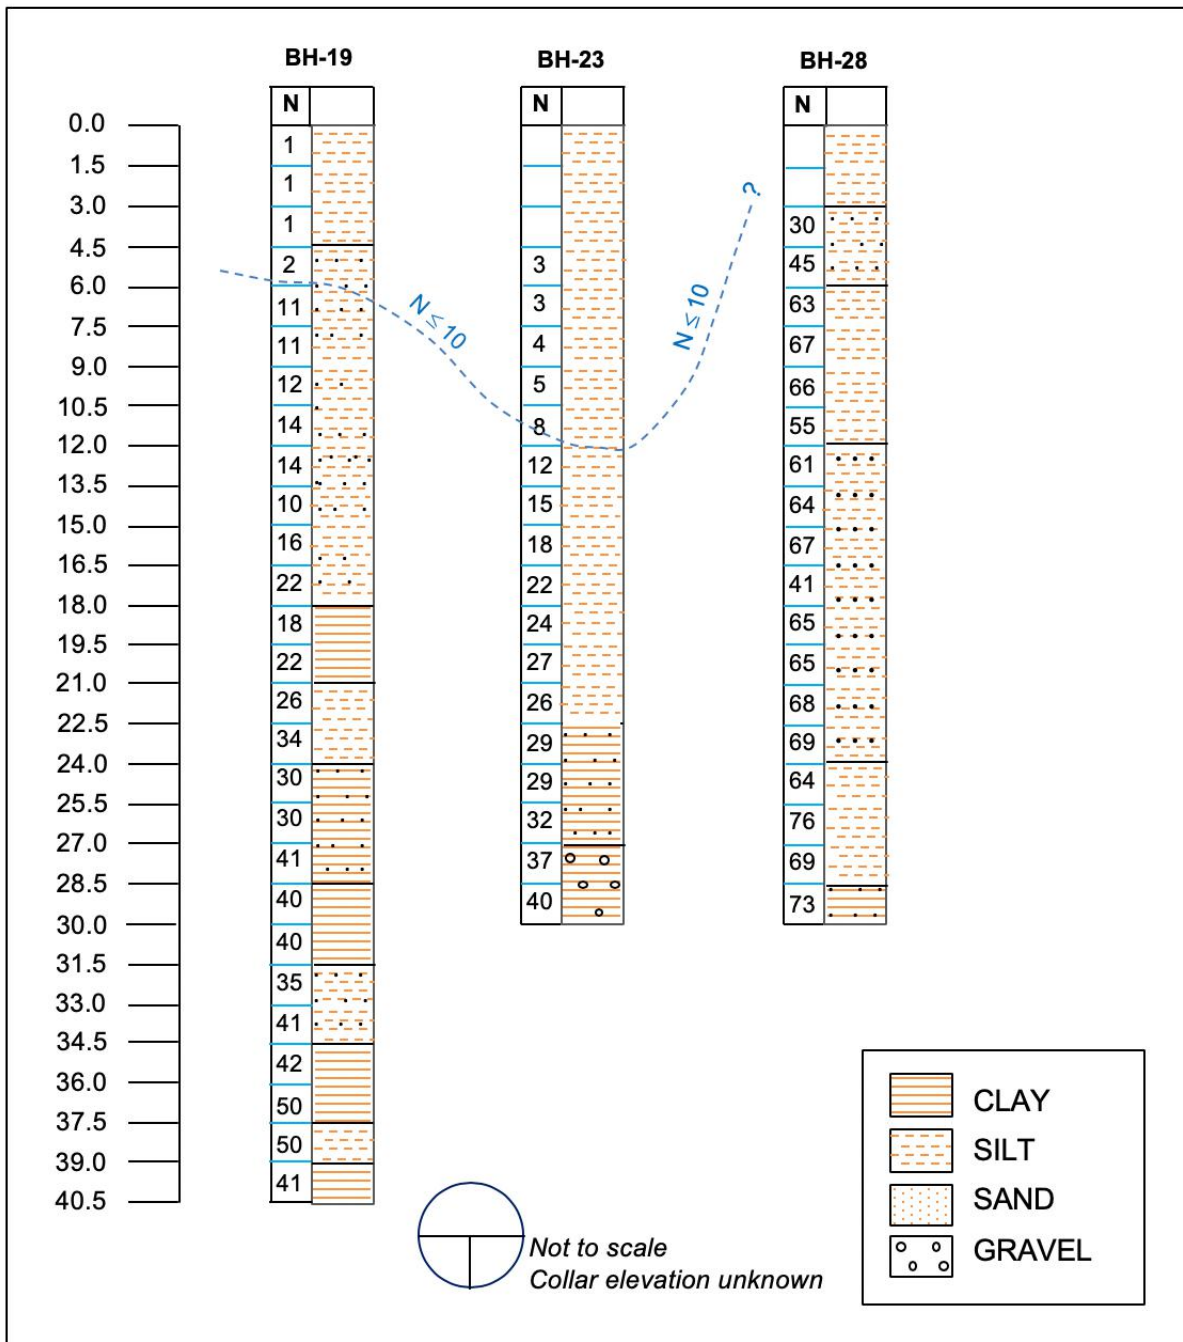 BH-19 BH-23 BH-28
N N N
0.0
1
1.5
1
3.0
1 30
4.5
2 3 45
6.0
11 3 63
7.5
11 4 67
9.0
12 5 66
10.5
14 8 55
12.0
14 12 61
13.5
10 15 64
15.0
16 18 67
16.5
22 22 41
18.0
18 24 65
19.5
22 27 65
21.0
26 26 68
22.5
34 29 69
24.0
30 29 64
25.5
30 32 76
27.0
41 37 69
28.5
40 40 73
30.0
40
31.5
35
33.0
41
34.5
42
36.0
50
37.5
50
39.0
41
40.5
N ≤ 10
N ≤ 10
?
CLAY
SILT
SAND
GRAVEL
Not to scale
Collar elevation unknown